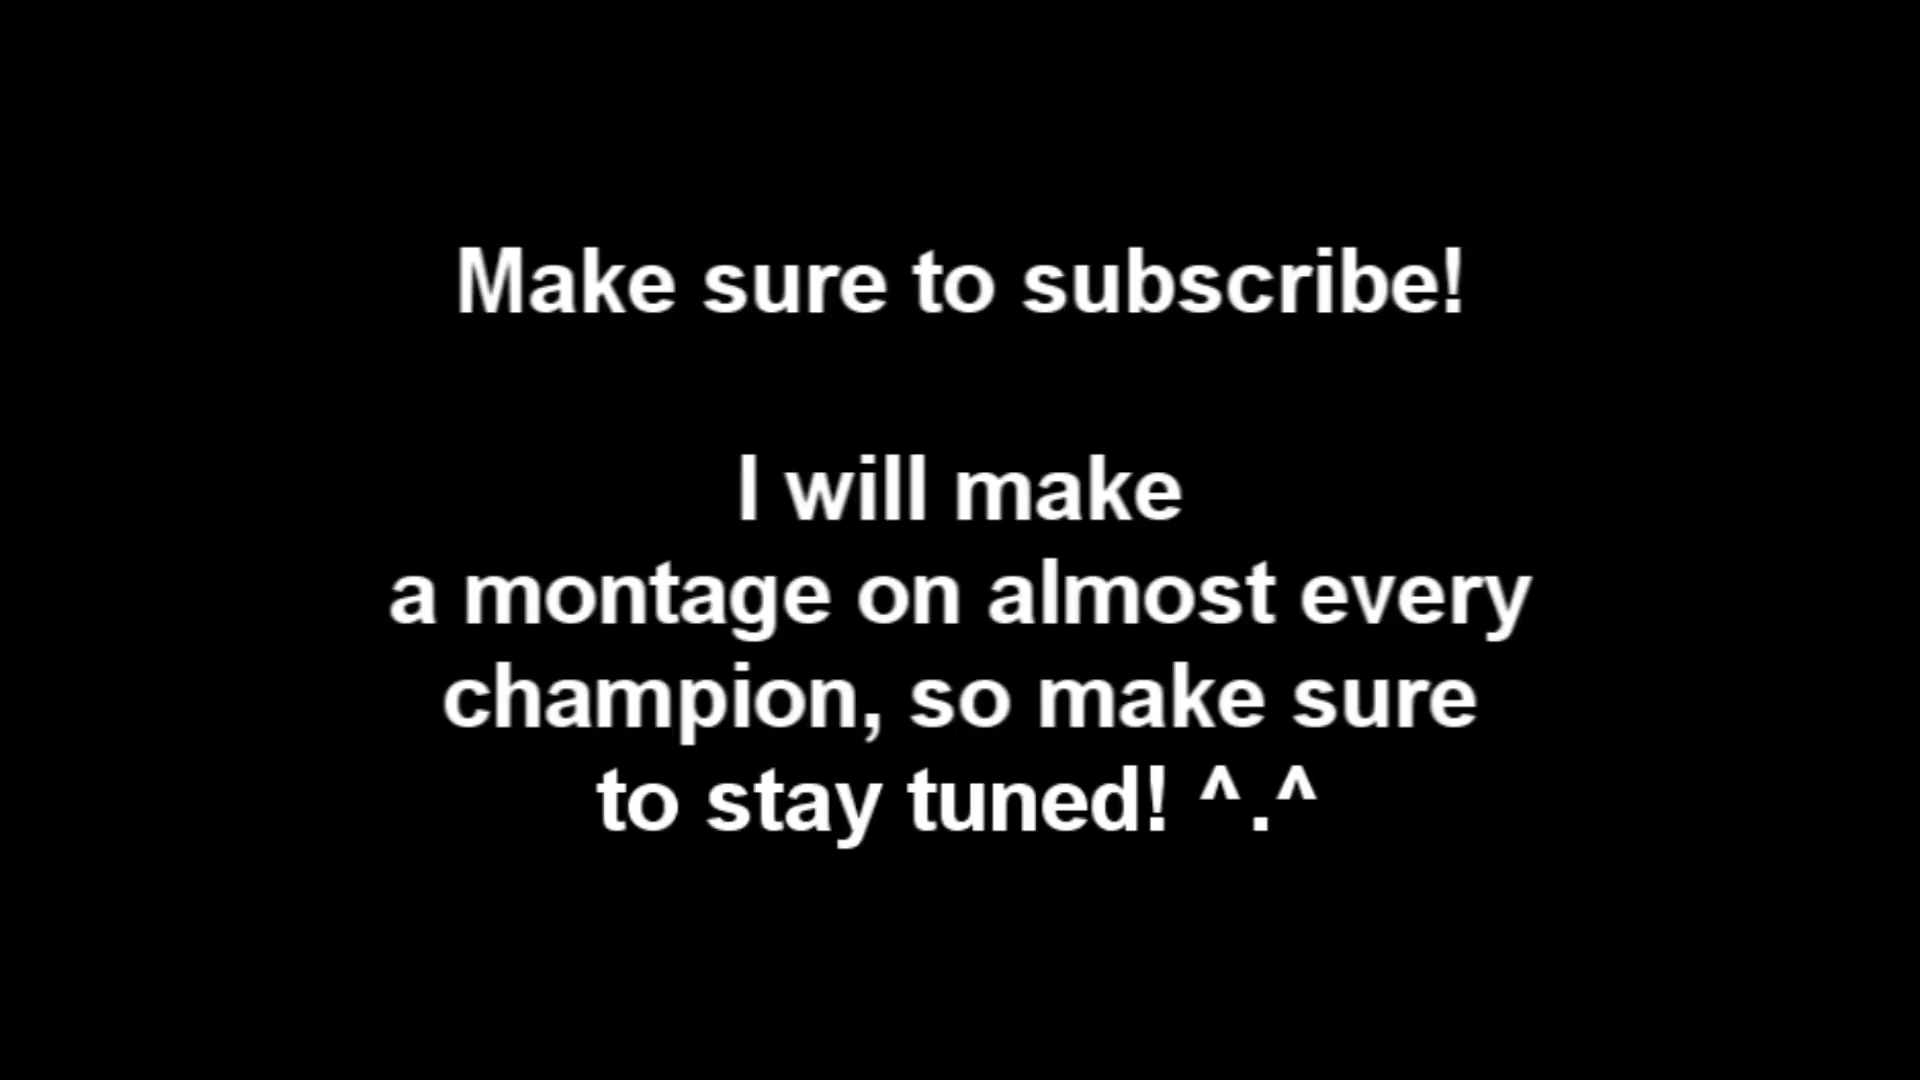 Make sure to subscribe!
I will make
a montage on almost every
champion, so make sure
to stay tuned! ^.^